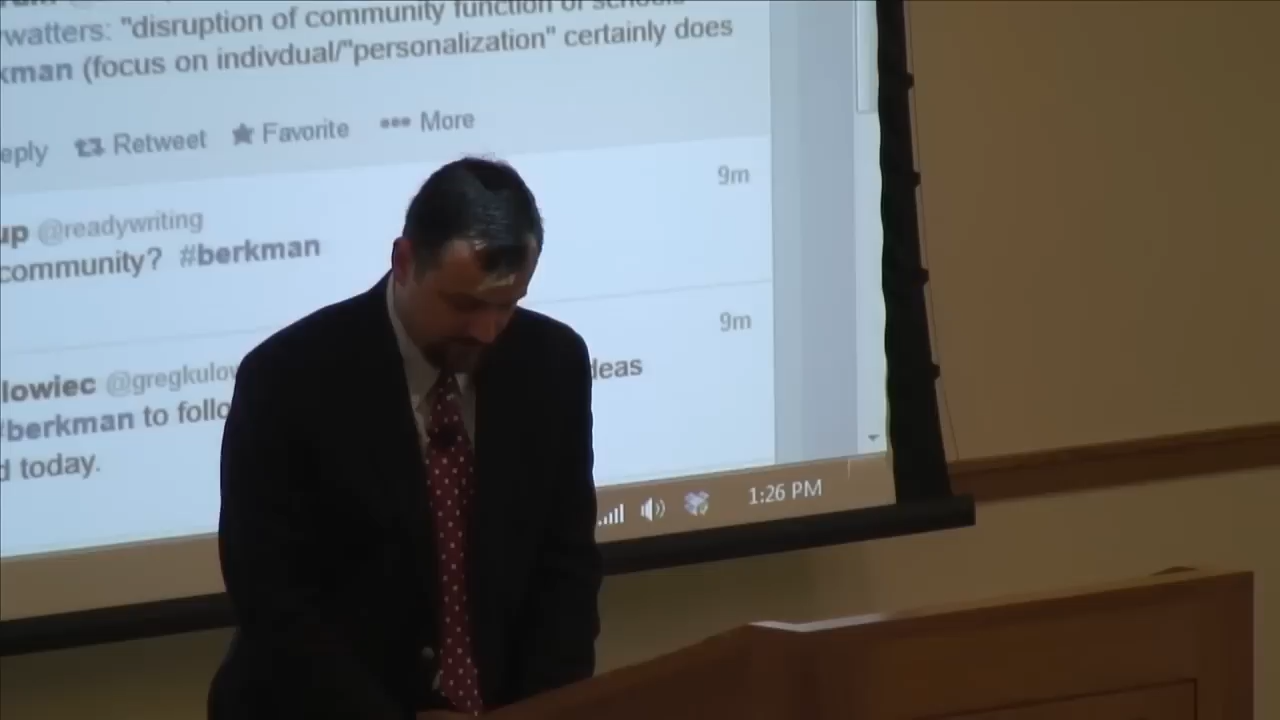 watters: "disruption of community function of schools
kman (focus on indivdual/"personalization" certainly does
eply Retweet Favorite More
up @readywriting 9m
community? #berkman
lowiec @gregkulow 9m
#berkman to follo deas
d today.
1:26 PM